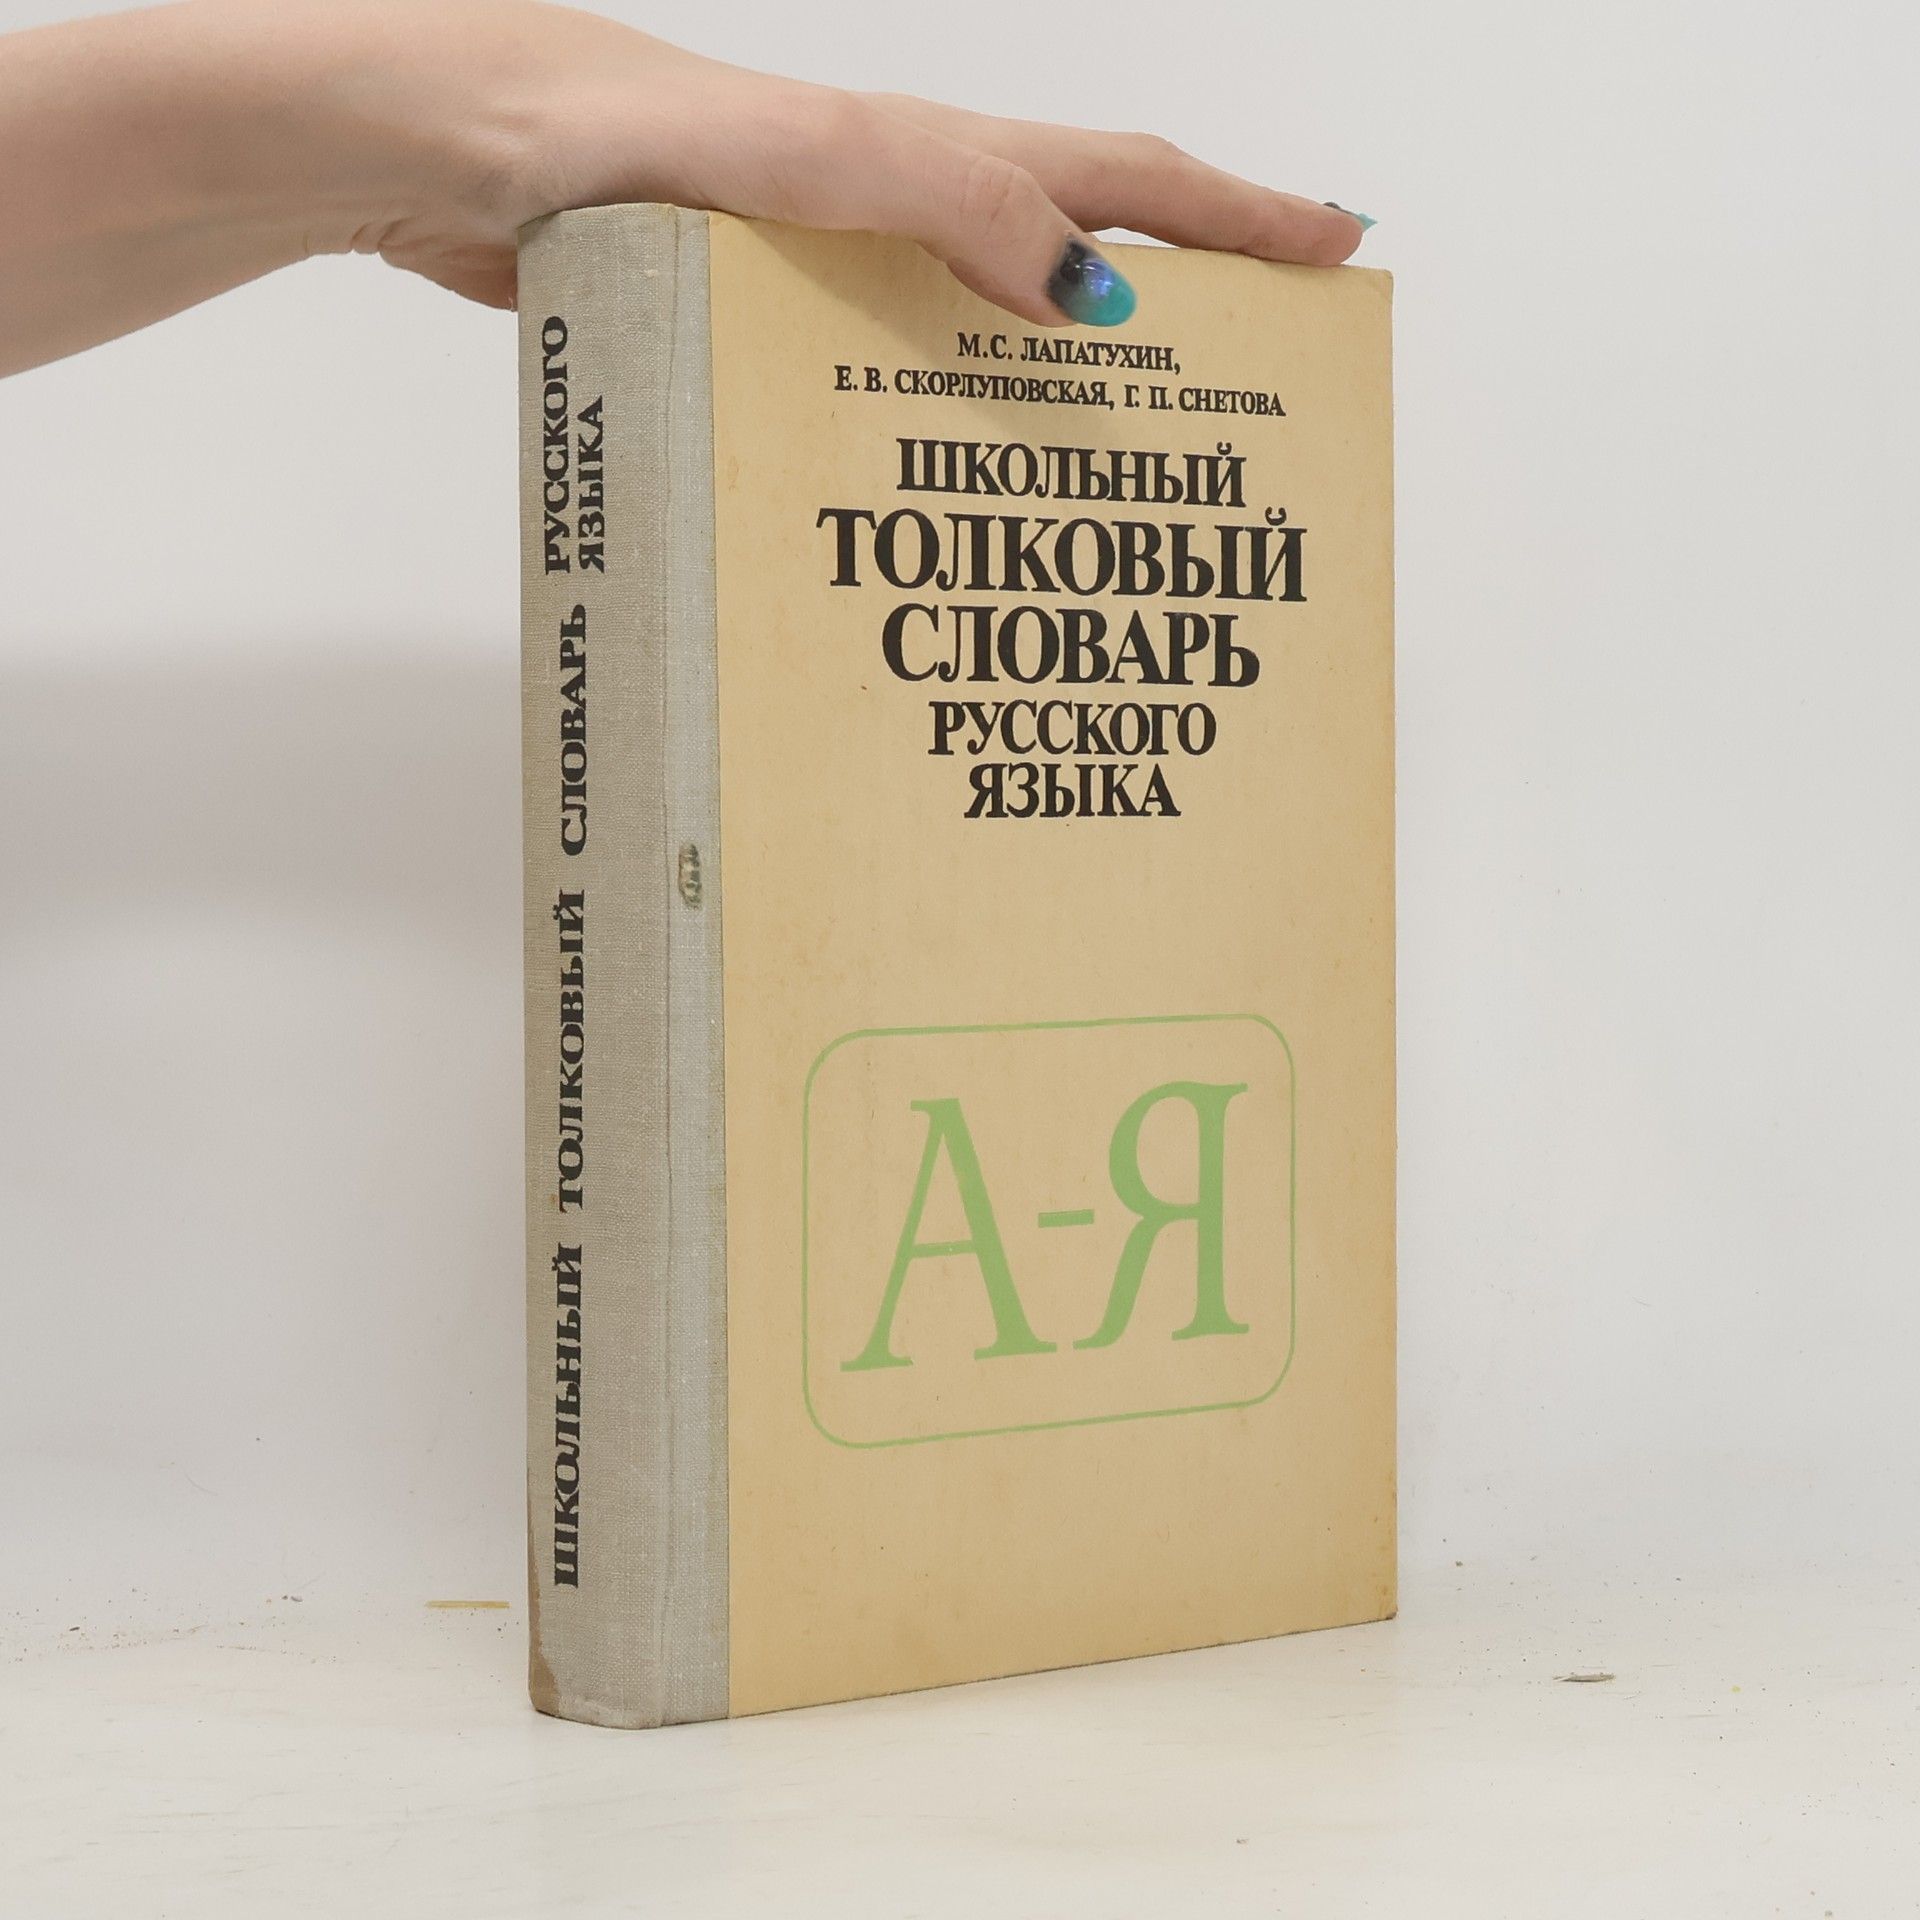 М.С. ЛАПАТУХИН,
Е. В. СКОРЛУПОВСКАЯ, Г. П. СНЕТОВА
ШКОЛЬНЫЙ
ТОЛКОВЫЙ
СЛОВАРЬ
РУССКОГО
ЯЗЫКА
А-Я
ШКОЛЬНЫЙ ТОЛКОВЫЙ СЛОВАРЬ РУССКОГО
ЯЗЫКА